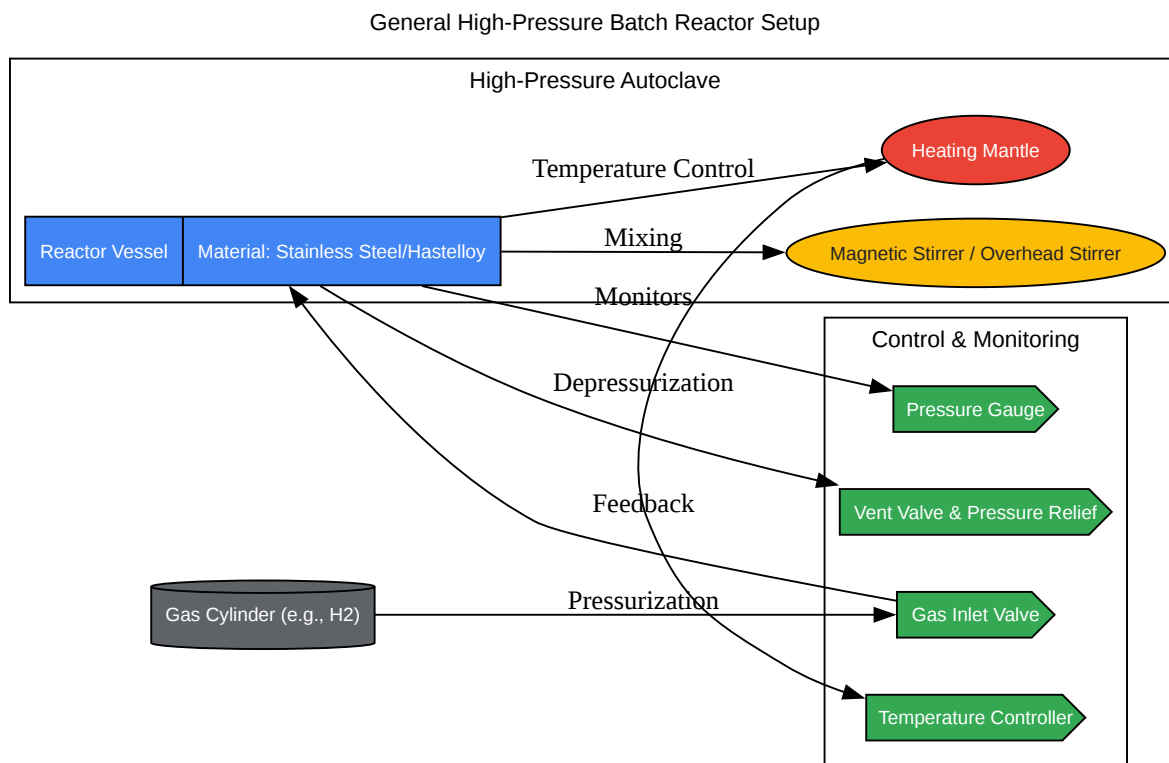 General High-Pressure Batch Reactor Setup
High-Pressure Autoclave
Heating Mantle
Temperature Control
Reactor Vessel
Material: Stainless Steel/Hastelloy
Mixing
Magnetic Stirrer / Overhead Stirrer
Monitors
Control & Monitoring
Depressurization
Pressure Gauge
Feedback
Vent Valve & Pressure Relief
Gas Cylinder (e.g., H2)
Pressurization
Gas Inlet Valve
Temperature Controller